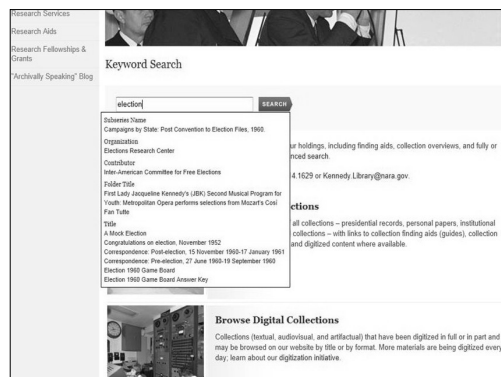 Research Services
Research Aids
Research Fellowships &
Grants
"Archivally Speaking" Blog
Keyword Search
election
SEARCH
Subseries Name
Campaigns by State: Post Convention to Election Files, 1960.
Organization
Elections Research Center
Contributor
Inter-American Committee for Free Elections
Folder Title
First Lady Jacqueline Kennedy's (JBK) Second Musical Program for
Youth: Metropolitan Opera performs selections from Mozart's Così
Fan Tutte
Title
A Mock Election
Congratulations on election, November 1952
Correspondence: Post-election, 15 November 1960-17 January 1961
Correspondence: Pre-election, 27 June 1960-19 September 1960
Election 1960 Game Board
Election 1960 Game Board Answer Key
ur holdings, including finding aids, collection overviews, and fully or
nced search.
4.1629 or Kennedy.Library@nara.gov.
ctions
all collections – presidential records, personal papers, institutional
collections – with links to collection finding aids (guides), collection
and digitized content where available.
Browse Digital Collections
Collections (textual, audiovisual, and artifactual) that have been digitized in full or in part and
may be browsed on our website by title or by format. More materials are being digitized every
day; learn about our digitization initiative.